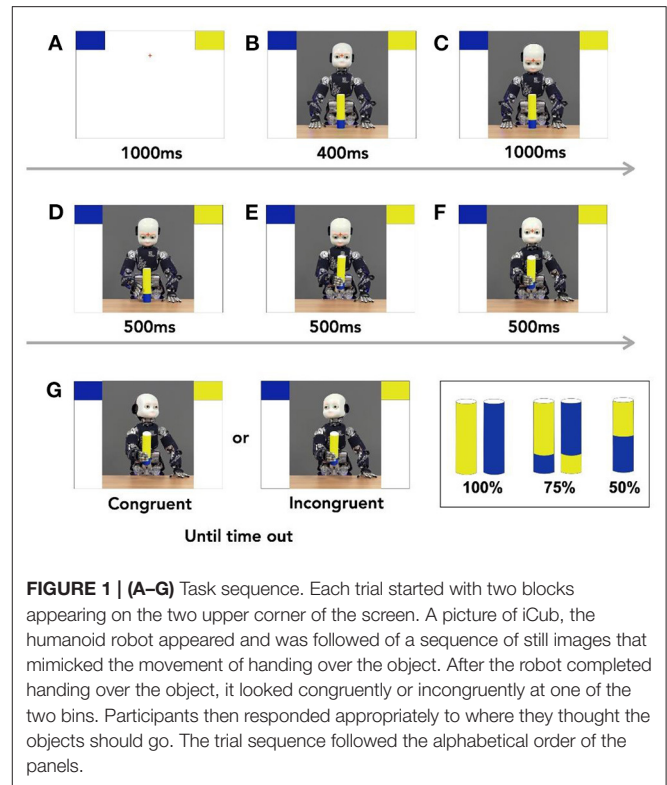 A
B
C
1000ms
400ms
1000ms
D
E
F
500ms
500ms
500ms
G
or
Congruent
Incongruent
100%
75%
50%
Until time out
FIGURE 1 | (A–G) Task sequence. Each trial started with two blocks
appearing on the two upper corner of the screen. A picture of iCub, the
humanoid robot appeared and was followed of a sequence of still images that
mimicked the movement of handing over the object. After the robot completed
handing over the object, it looked congruently or incongruently at one of the
two bins. Participants then responded appropriately to where they thought the
objects should go. The trial sequence followed the alphabetical order of the
panels.